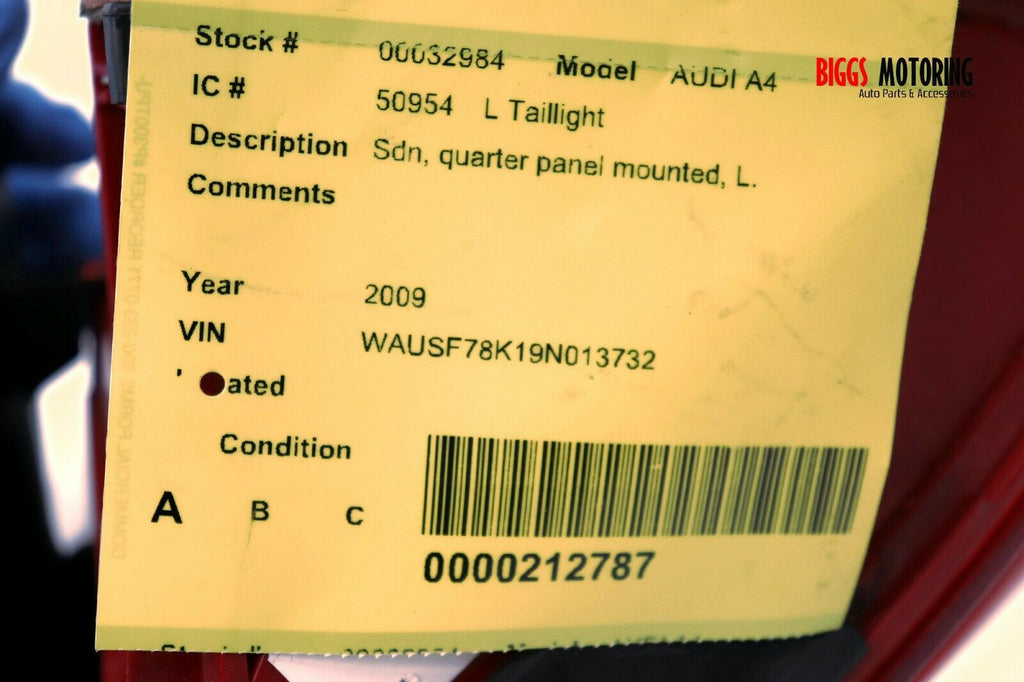 Stock # 00032984 Model AUDI A4
BIGGS MOTORING
Auto Parts & Accessories
IC # 50954 L Taillight
Description Sdn, quarter panel mounted, L.
Comments
Year 2009
VIN WAUSF78K19N013732
ated
Condition
A B C
0000212787